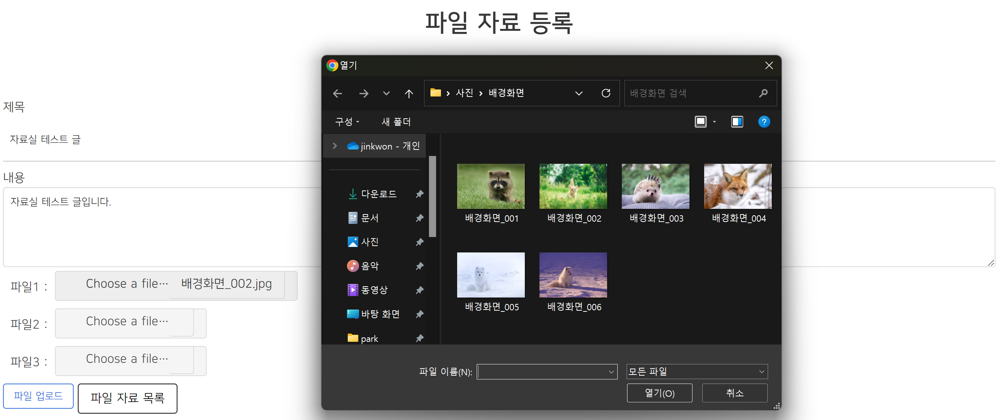 파일 자료 등록
제목
자료실 테스트 글
내용
자료실 테스트 글입니다.
파일1 : Choose a file… 배경화면_002.jpg
파일2 : Choose a file…
파일3 : Choose a file…
파일 업로드 파일 자료 목록
열기
사진 배경화면
배경화면 검색
구성 새 폴더
?
jinkwon - 개인
다운로드
문서
사진
음악
동영상
바탕 화면
park
배경화면_001 배경화면_002 배경화면_003 배경화면_004
배경화면_005 배경화면_006
파일 이름(N): 모든 파일
열기(O) 취소